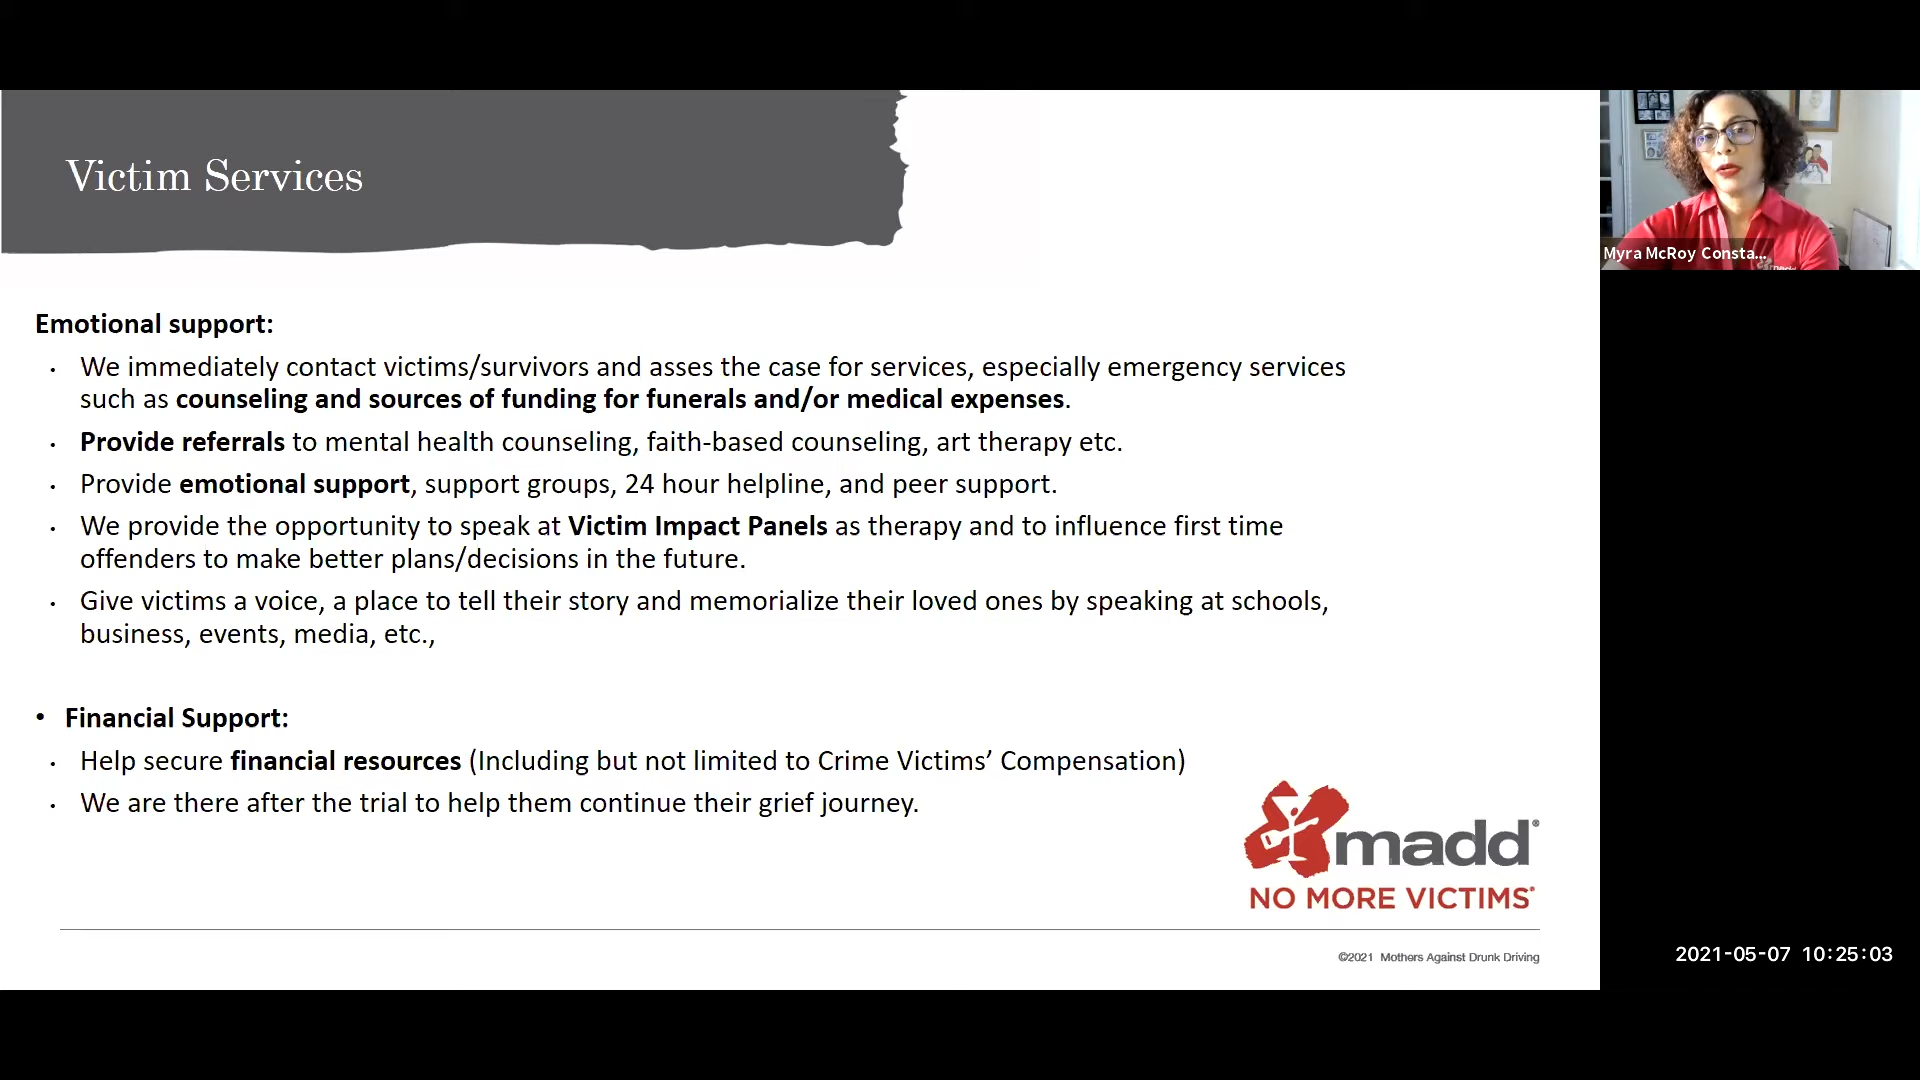 Victim Services
Myra McRoy Consta...
Emotional support:
• We immediately contact victims/survivors and asses the case for services, especially emergency services
such as counseling and sources of funding for funerals and/or medical expenses.
• Provide referrals to mental health counseling, faith-based counseling, art therapy etc.
• Provide emotional support, support groups, 24 hour helpline, and peer support.
• We provide the opportunity to speak at Victim Impact Panels as therapy and to influence first time
offenders to make better plans/decisions in the future.
• Give victims a voice, a place to tell their story and memorialize their loved ones by speaking at schools,
business, events, media, etc.,
• Financial Support:
• Help secure financial resources (Including but not limited to Crime Victims’ Compensation)
• We are there after the trial to help them continue their grief journey.
madd®
NO MORE VICTIMS®
©2021 Mothers Against Drunk Driving
2021-05-07 10:25:03